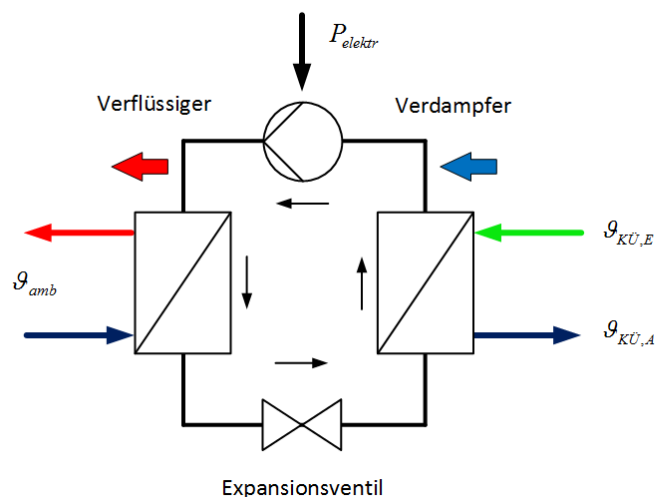 P_elektr
Verflüssiger
Verdampfer
ϑ_KÜ,E
ϑ_amb
ϑ_KÜ,A
Expansionsventil